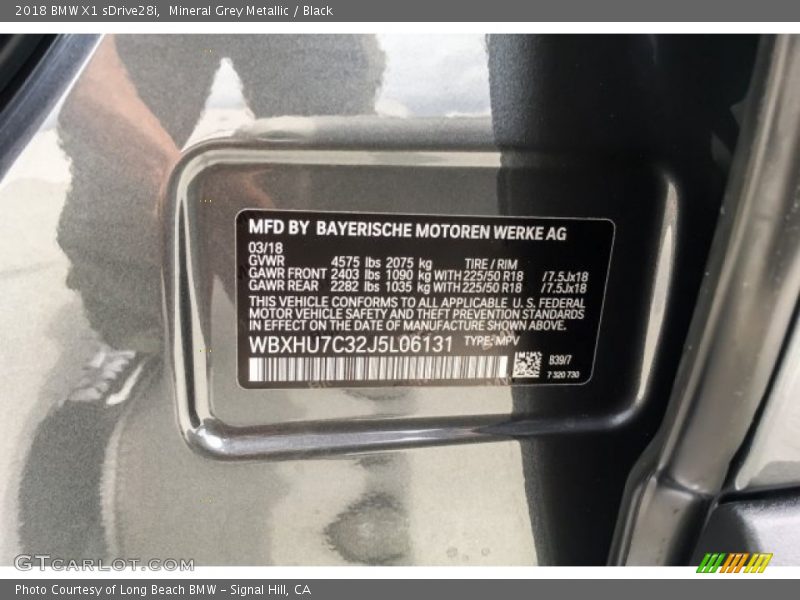 2018 BMW X1 sDrive28i, Mineral Grey Metallic / Black
MFD BY BAYERISCHE MOTOREN WERKE AG
03/18
GVWR 4575 lbs 2075 kg TIRE / RIM
GAWR FRONT 2403 lbs 1090 kg WITH 225/50 R18 /7.5Jx18
GAWR REAR 2282 lbs 1035 kg WITH 225/50 R18 /7.5Jx18
THIS VEHICLE CONFORMS TO ALL APPLICABLE U.S. FEDERAL
MOTOR VEHICLE SAFETY AND THEFT PREVENTION STANDARDS
IN EFFECT ON THE DATE OF MANUFACTURE SHOWN ABOVE.
WBXHU7C32J5L06131 TYPE: MPV
B39/7
7 320 730
GTCARLOT.COM
Photo Courtesy of Long Beach BMW - Signal Hill, CA